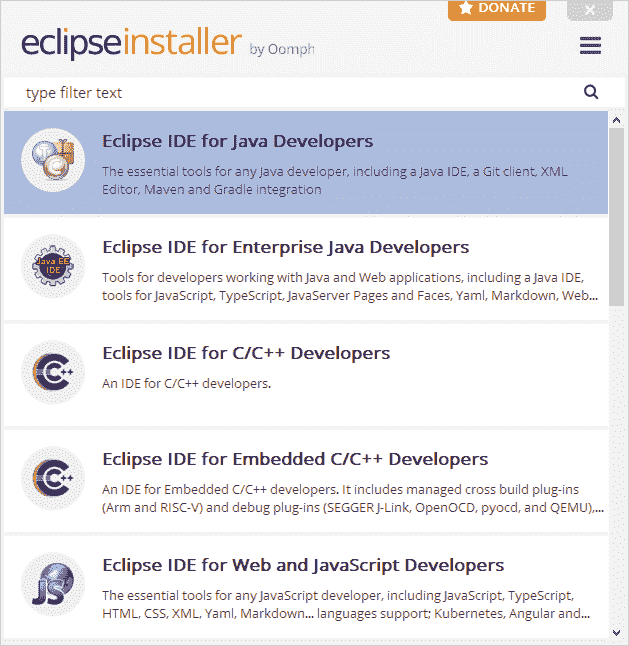 DONATE
eclipseinstaller by Oomph
type filter text
Eclipse IDE for Java Developers
The essential tools for any Java developer, including a Java IDE, a Git client, XML
Editor, Maven and Gradle integration
Java EE
IDE
Eclipse IDE for Enterprise Java Developers
Tools for developers working with Java and Web applications, including a Java IDE,
tools for JavaScript, TypeScript, JavaServer Pages and Faces, Yaml, Markdown, Web...
C++
Eclipse IDE for C/C++ Developers
An IDE for C/C++ developers.
C++
Eclipse IDE for Embedded C/C++ Developers
An IDE for Embedded C/C++ developers. It includes managed cross build plug-ins
(Arm and RISC-V) and debug plug-ins (SEGGER J-Link, OpenOCD, pyocd, and QEMU),...
JS
Eclipse IDE for Web and JavaScript Developers
The essential tools for any JavaScript developer, including JavaScript, TypeScript,
HTML, CSS, XML, Yaml, Markdown... languages support; Kubernetes, Angular and...